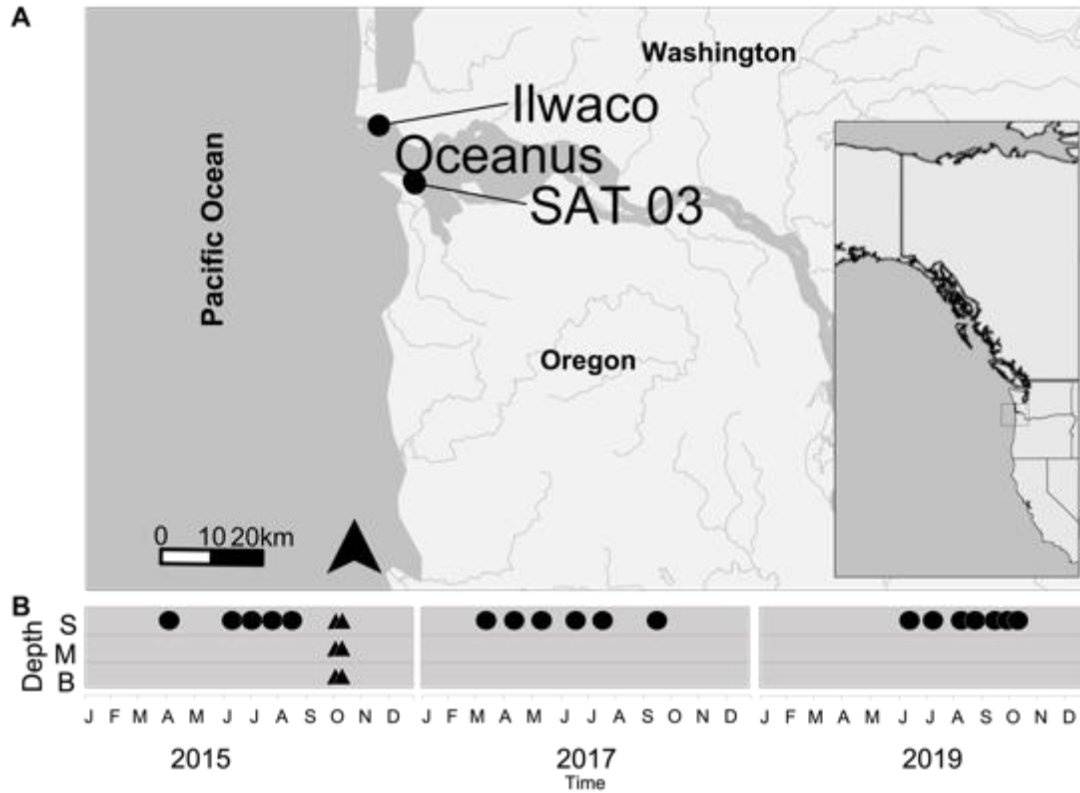 A
Washington
Ilwaco
Oceanus
SAT 03
Pacific Ocean
Oregon
0 10 20km
B
Depth
S
M
B
J F M A M J J A S O N D J F M A M J J A S O N D J F M A M J J A S O N D
2015 2017 2019
Time